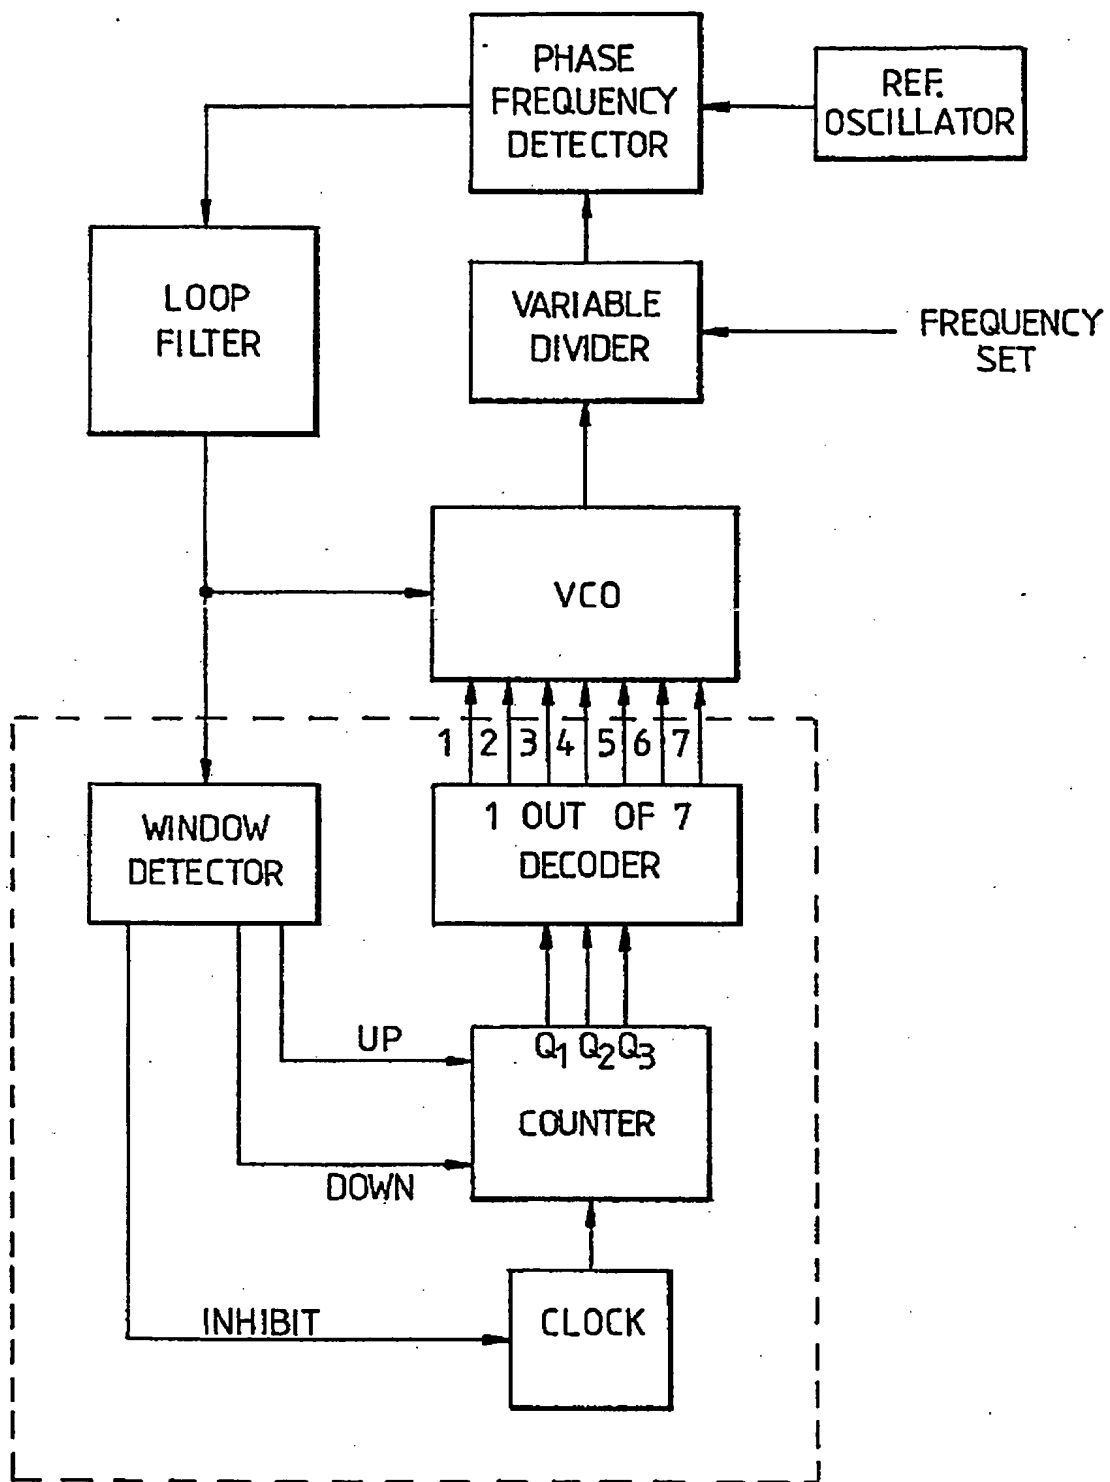 PHASE
FREQUENCY
DETECTOR
REF.
OSCILLATOR
LOOP
FILTER
VARIABLE
DIVIDER
FREQUENCY
SET
VCO
1 2 3 4 5 6 7
WINDOW
DETECTOR
1 OUT OF 7
DECODER
UP
Q1 Q2 Q3
COUNTER
DOWN
INHIBIT
CLOCK